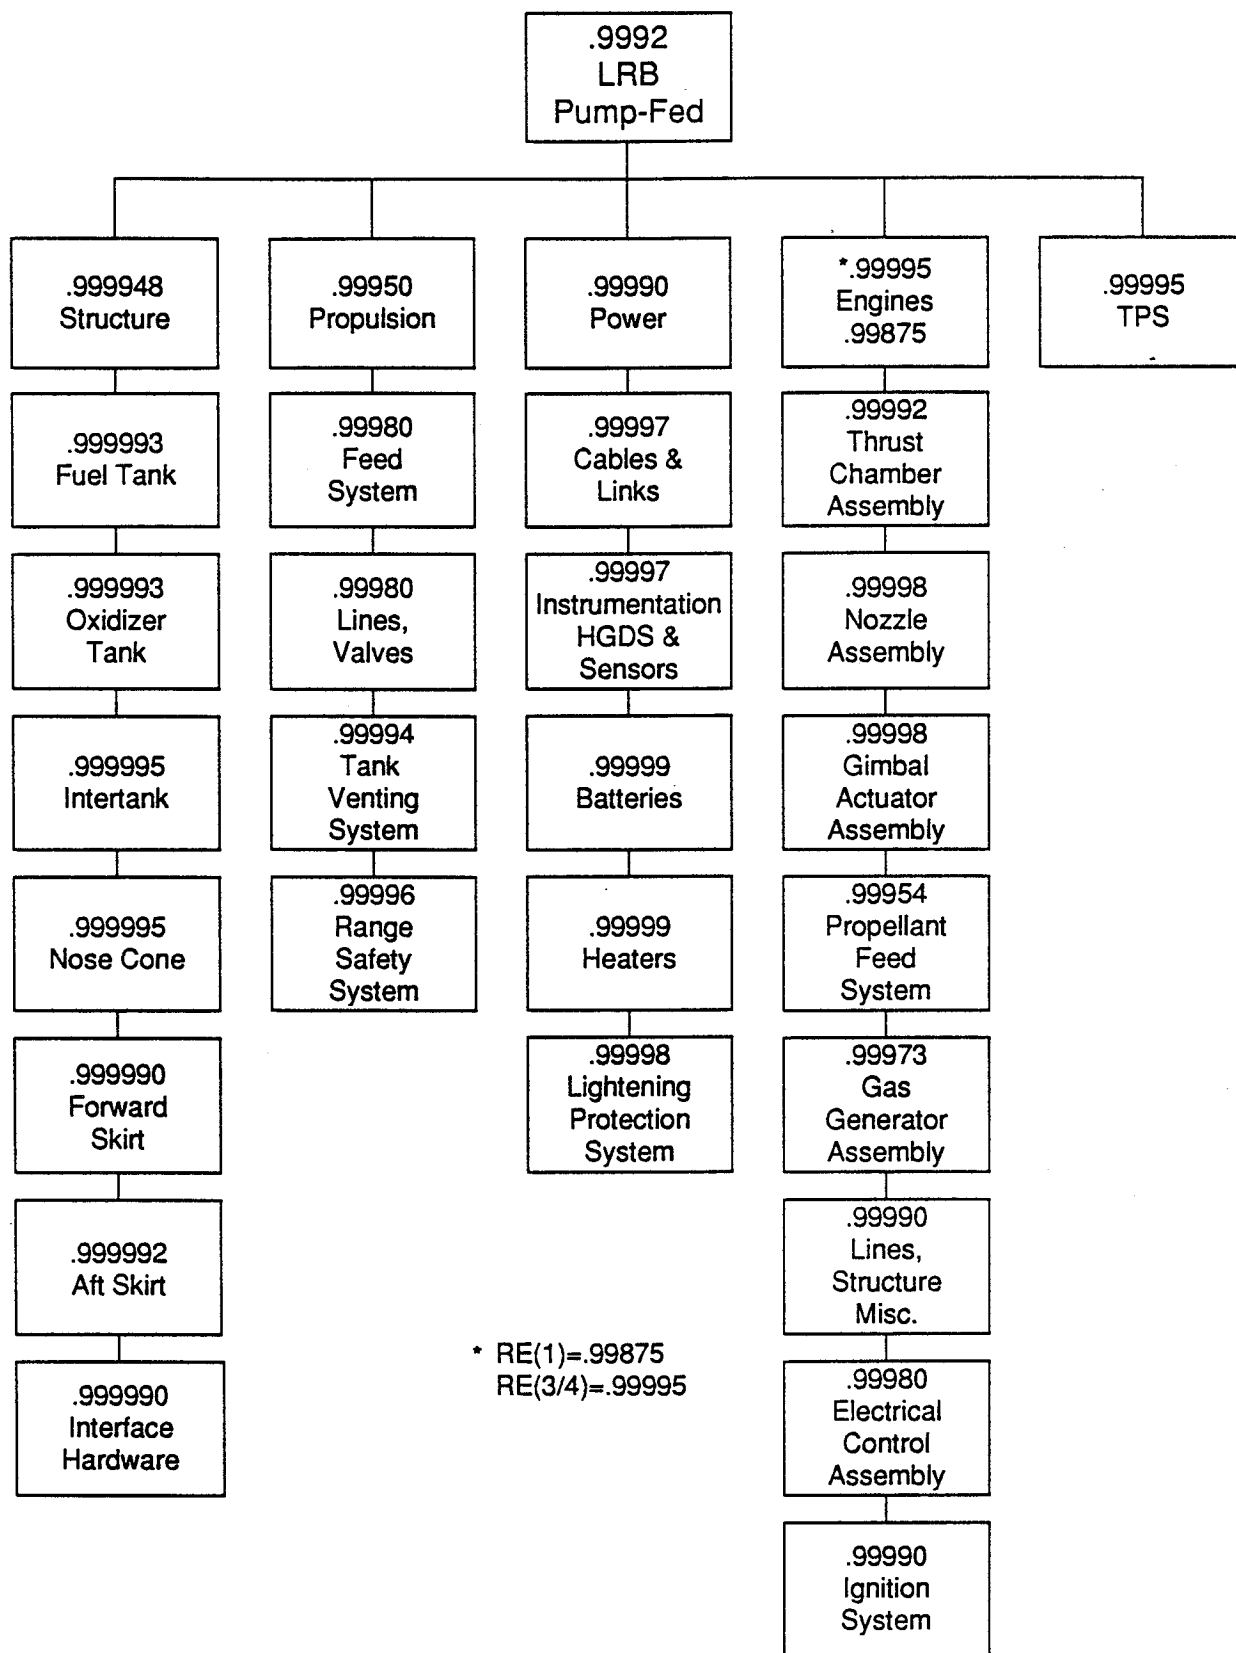 .9992
LRB
Pump-Fed
.999948
Structure
.999993
Fuel Tank
.999993
Oxidizer
Tank
.999995
Intertank
.999995
Nose Cone
.999990
Forward
Skirt
.999992
Aft Skirt
.999990
Interface
Hardware
.99950
Propulsion
.99980
Feed
System
.99980
Lines,
Valves
.99994
Tank
Venting
System
.99996
Range
Safety
System
.99990
Power
.99997
Cables &
Links
.99997
Instrumentation
HGDS &
Sensors
.99999
Batteries
.99999
Heaters
.99998
Lightening
Protection
System
*.99995
Engines
.99875
.99992
Thrust
Chamber
Assembly
.99998
Nozzle
Assembly
.99998
Gimbal
Actuator
Assembly
.99954
Propellant
Feed
System
.99973
Gas
Generator
Assembly
.99990
Lines,
Structure
Misc.
.99980
Electrical
Control
Assembly
.99990
Ignition
System
.99995
TPS
* RE(1)=.99875
RE(3/4)=.99995